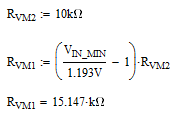 R_VM2 := 10kΩ
R_VM1 := (V_IN_MIN / 1.193V − 1)·R_VM2
R_VM1 = 15.147·kΩ